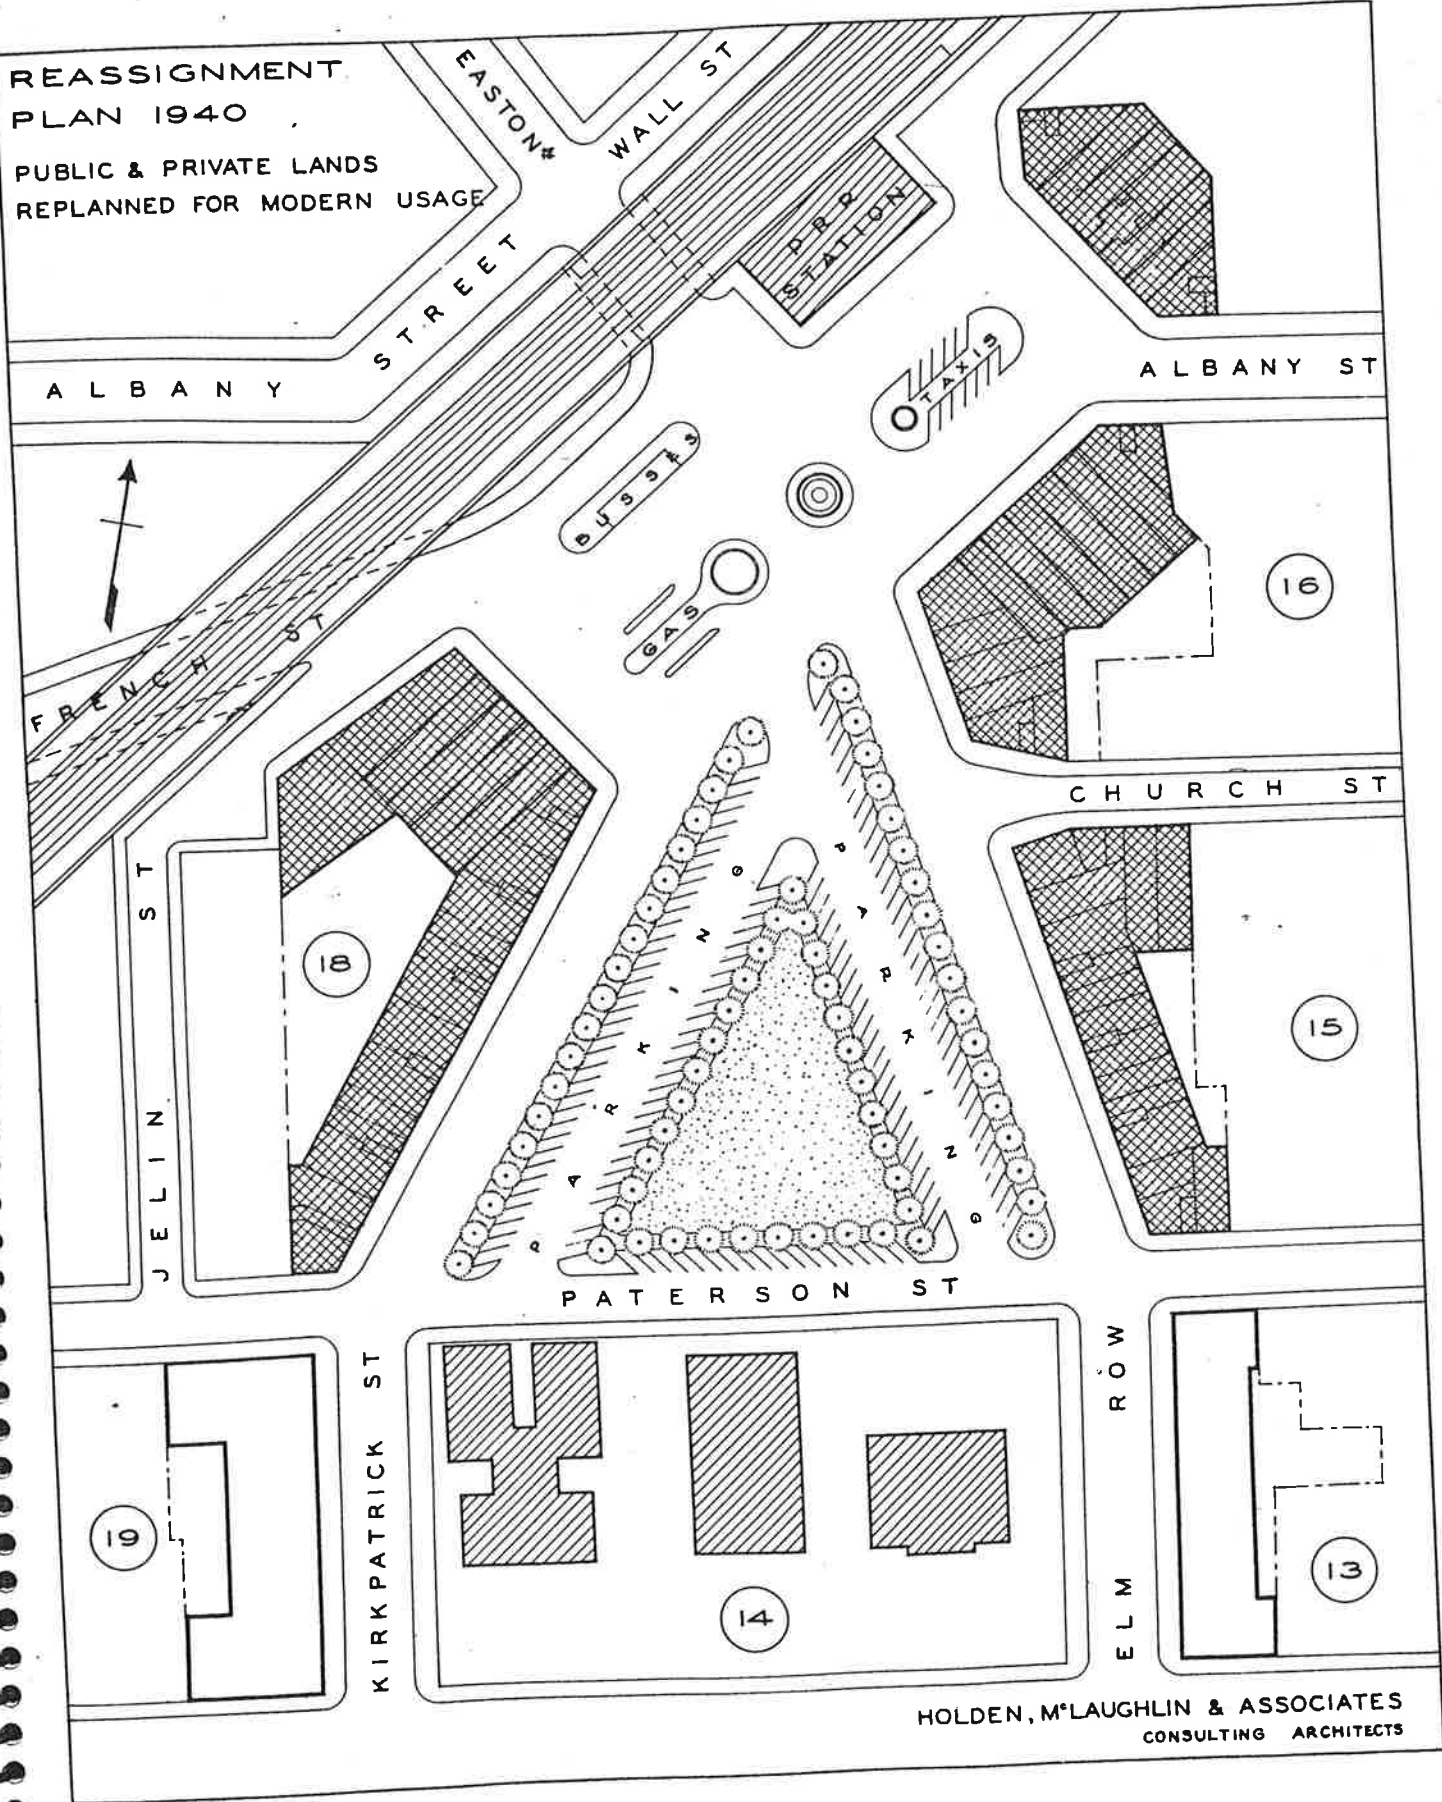 REASSIGNMENT
PLAN 1940
PUBLIC & PRIVATE LANDS
REPLANNED FOR MODERN USAGE
EASTON
WALL ST
STREET
PRR
STATION
ALBANY
ALBANY ST
TAXIS
BUSSES
GAS
16
FRENCH ST
CHURCH ST
JELIN ST
18
PARKING
PARKING
15
PATERSON ST
KIRKPATRICK ST
ELM ROW
19
14
13
HOLDEN, McLAUGHLIN & ASSOCIATES
CONSULTING ARCHITECTS